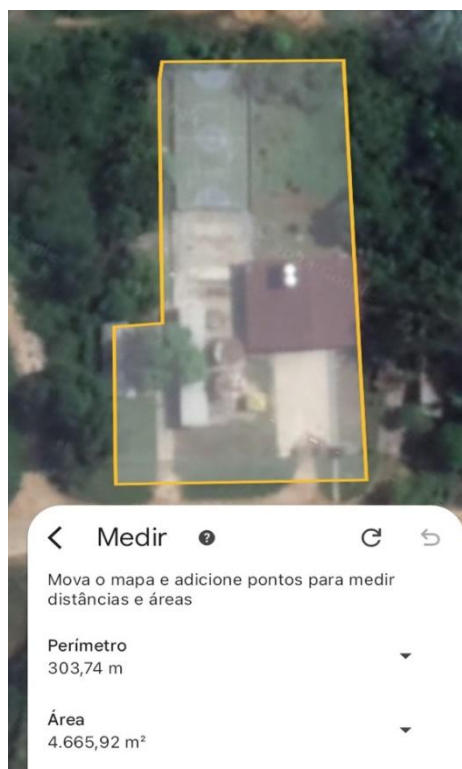 Medir
Mova o mapa e adicione pontos para medir
distâncias e áreas
Perímetro
303,74 m
Área
4.665,92 m²